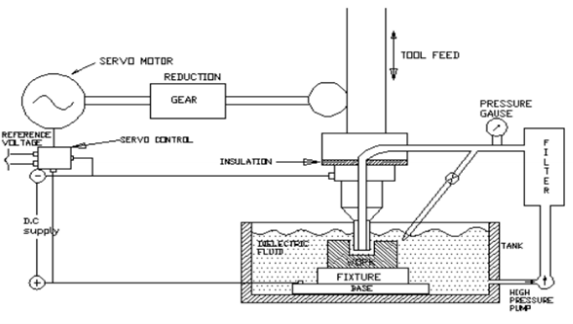 SERVO MOTOR
REDUCTION
GEAR
TOOL FEED
PRESSURE
GAUSE
REFERENCE
VOLTAGE
SERVO CONTROL
INSULATION
FILTER
D.C
supply
DIELECTRIC
FLUID
TANK
WORK
FIXTURE
BASE
HIGH
PRESSURE
PUMP